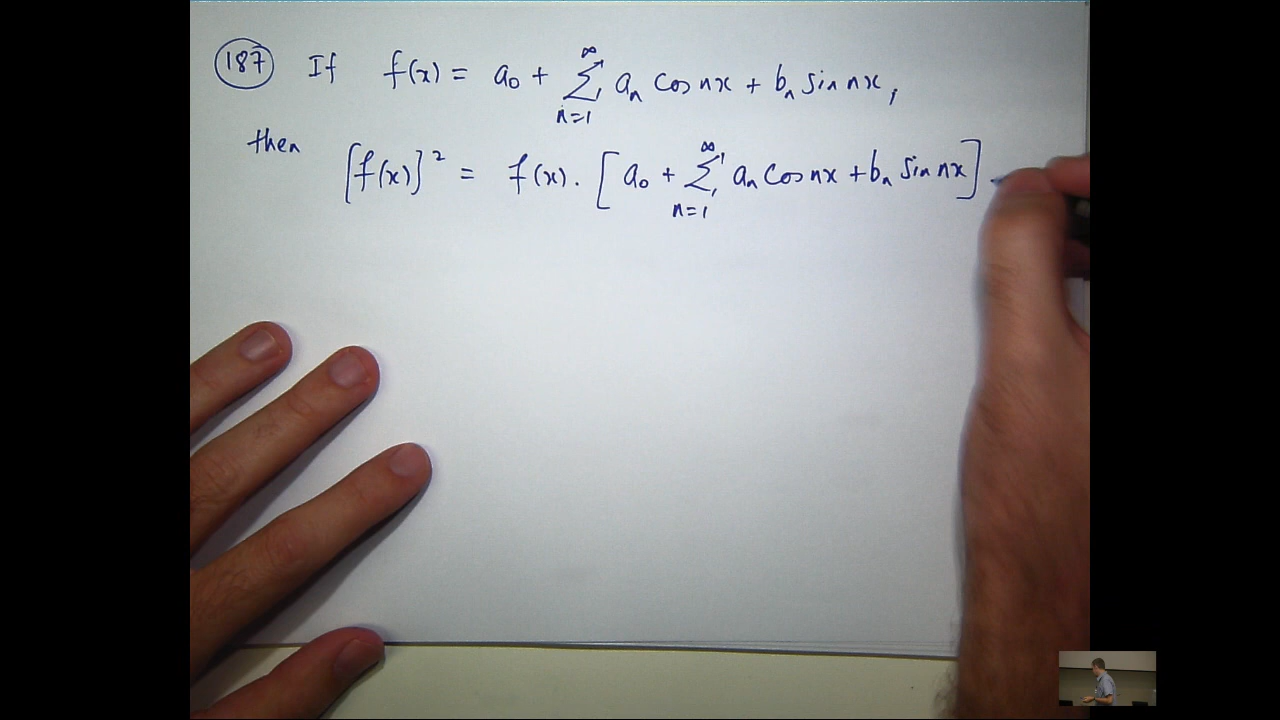 187 If f(x) = a₀ + ∞ Σ n=1 aₙ cos nx + bₙ sin nx,
then [f(x)]² = f(x) · [a₀ + ∞ Σ n=1 aₙ cos nx + bₙ sin nx]